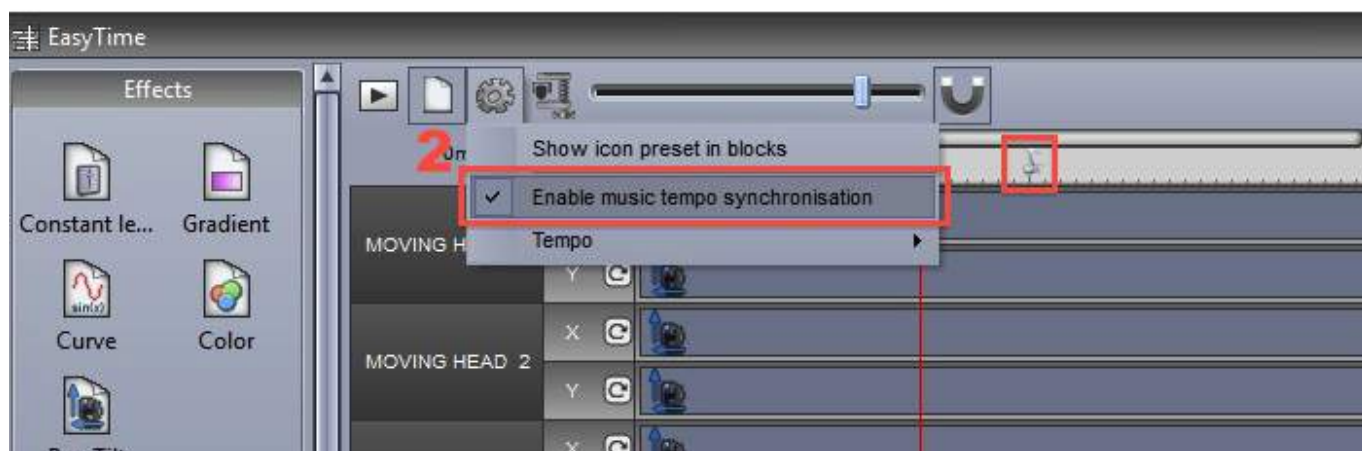 EasyTime
Effects
Constant le...
Gradient
sin(x)
Curve
Color
2
Show icon preset in blocks
Enable music tempo synchronisation
Tempo
MOVING H
Y
MOVING HEAD 2
X
Y
X